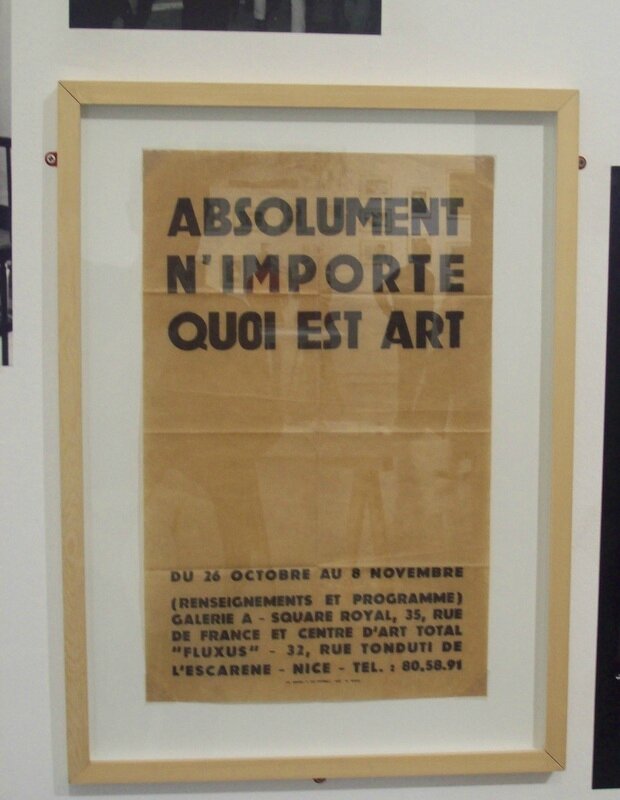 ABSOLUMENT
N'IMPORTE
QUOI EST ART
DU 26 OCTOBRE AU 8 NOVEMBRE
(RENSEIGNEMENTS ET PROGRAMME)
GALERIE A - SQUARE ROYAL, 35, RUE
DE FRANCE ET CENTRE D'ART TOTAL
"FLUXUS" - 32, RUE TONDUTI DE
L'ESCARENE - NICE - TEL. : 80.58.91